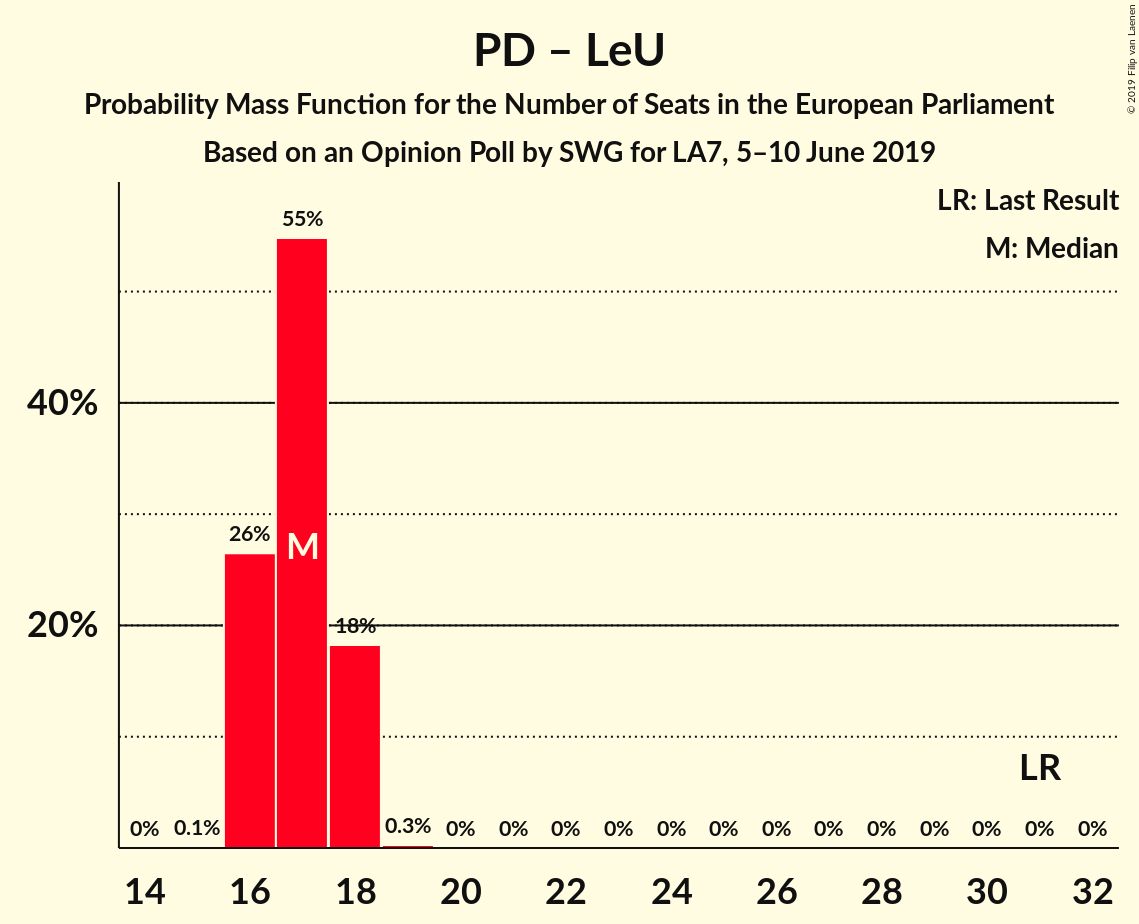 PD – LeU
Probability Mass Function for the Number of Seats in the European Parliament
Based on an Opinion Poll by SWG for LA7, 5–10 June 2019
© 2019 Filip van Laenen
LR: Last Result
M: Median
55%
40%
26%
M
20%
18%
LR
0% 0.1% 0.3% 0% 0% 0% 0% 0% 0% 0% 0% 0% 0% 0% 0% 0%
14 16 18 20 22 24 26 28 30 32